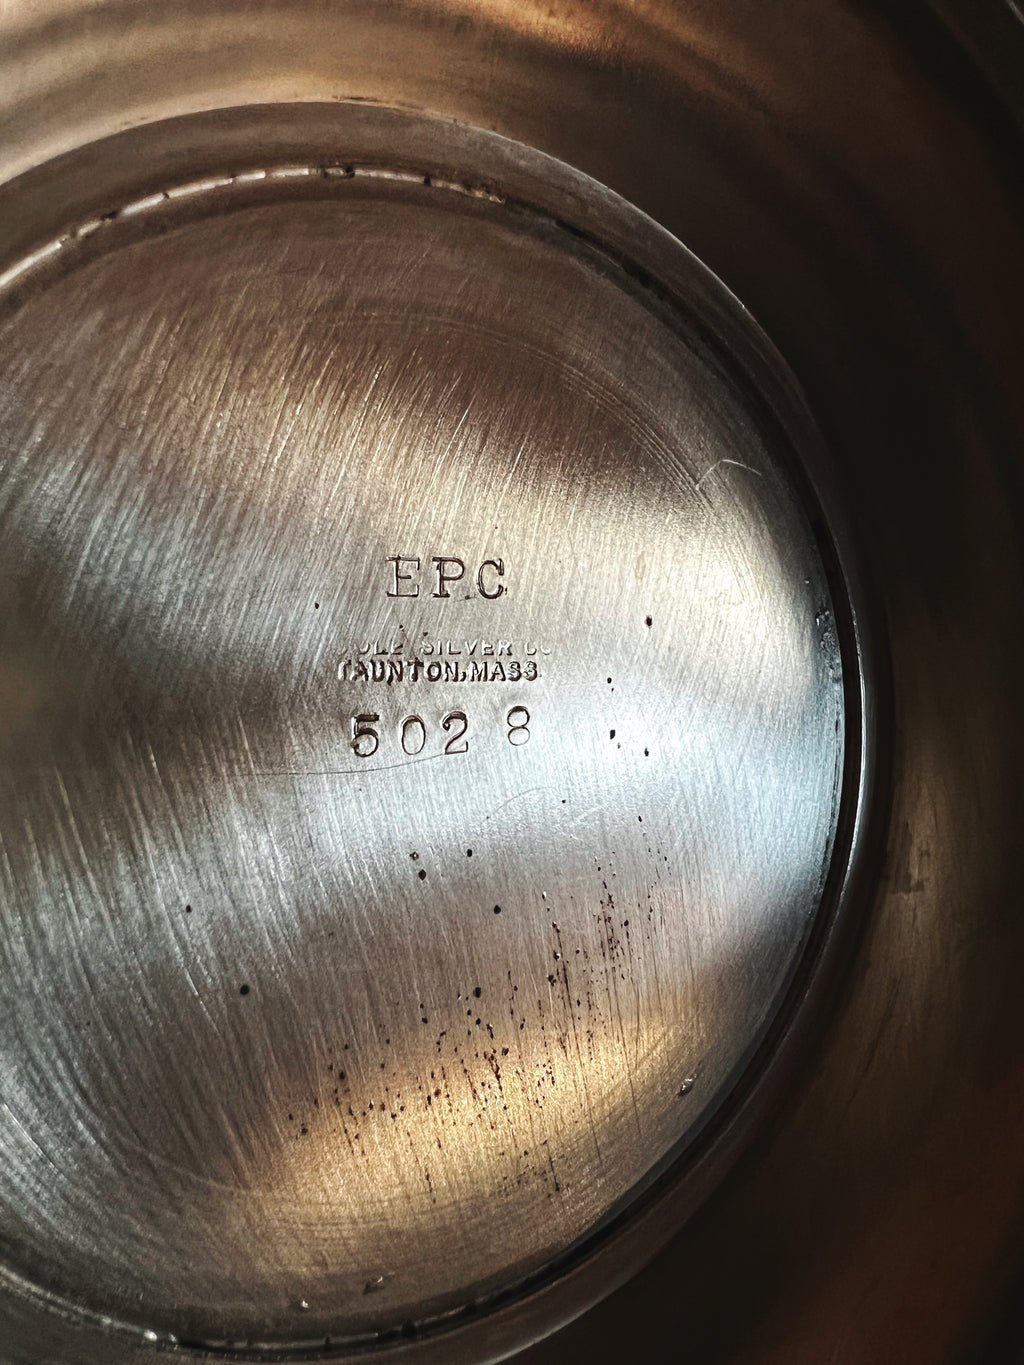 EPC
SILVER CO
TAUNTON, MASS.
502 8